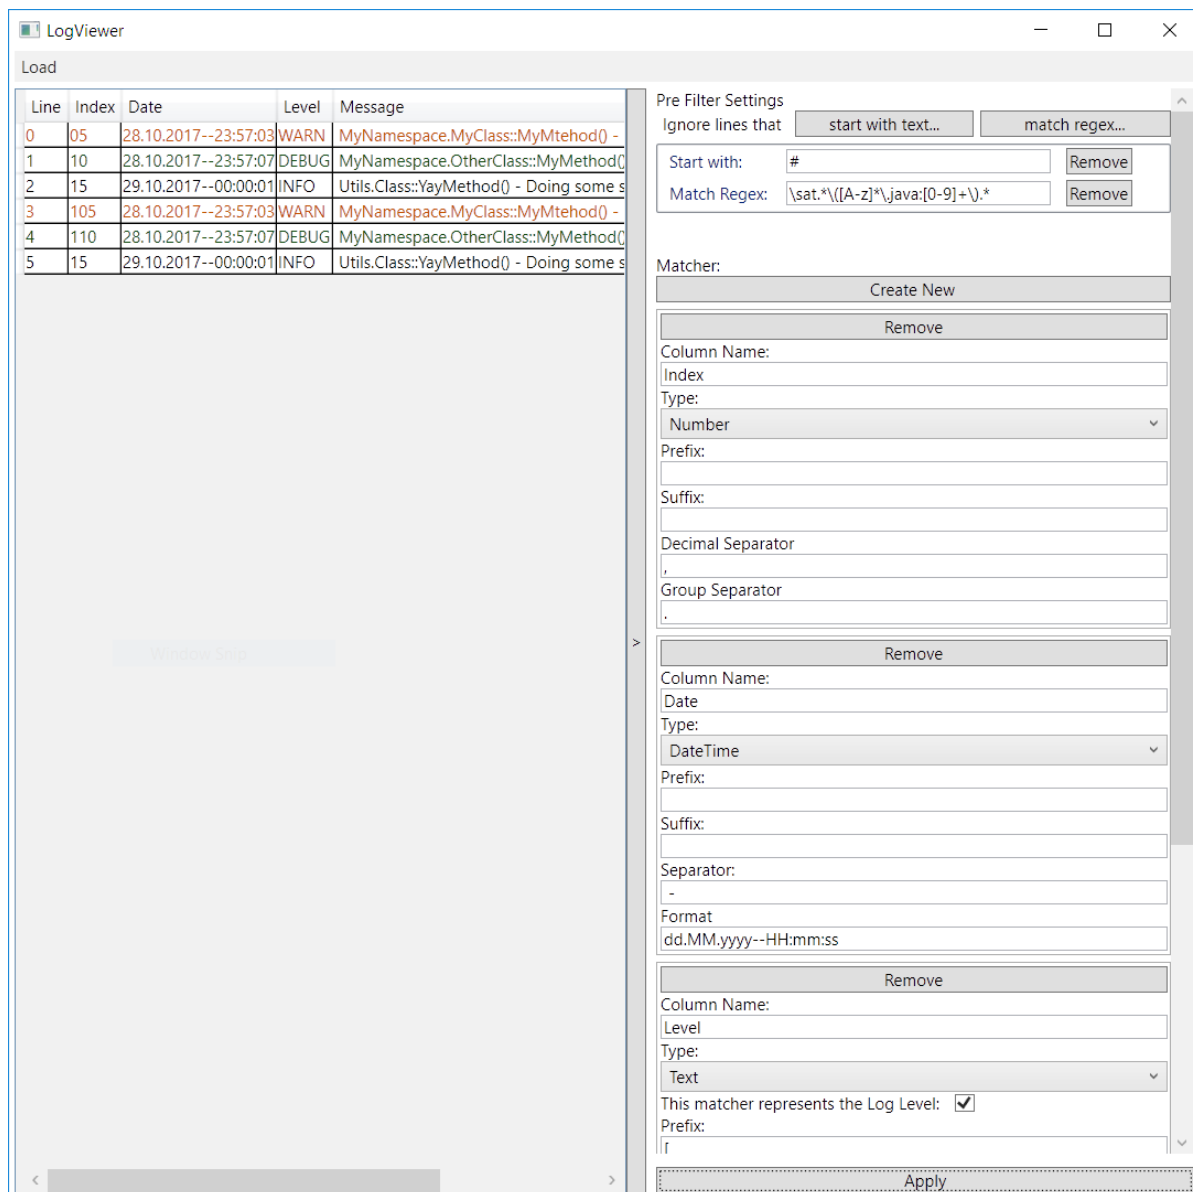 LogViewer
Load
Line Index Date Level Message
0 05 28.10.2017--23:57:03 WARN MyNamespace.MyClass::MyMtehod() -
1 10 28.10.2017--23:57:07 DEBUG MyNamespace.OtherClass::MyMethod()
2 15 29.10.2017--00:00:01 INFO Utils.Class::YayMethod() - Doing some s
3 105 28.10.2017--23:57:03 WARN MyNamespace.MyClass::MyMtehod() -
4 110 28.10.2017--23:57:07 DEBUG MyNamespace.OtherClass::MyMethod()
5 15 29.10.2017--00:00:01 INFO Utils.Class::YayMethod() - Doing some s
Window Snip
>
Pre Filter Settings
Ignore lines that start with text... match regex...
Start with: # Remove
Match Regex: \sat.*\([A-z]*\.java:[0-9]+\).* Remove
Matcher:
Create New
Remove
Column Name:
Index
Type:
Number
Prefix:
Suffix:
Decimal Separator
,
Group Separator
.
Remove
Column Name:
Date
Type:
DateTime
Prefix:
Suffix:
Separator:
-
Format
dd.MM.yyyy--HH:mm:ss
Remove
Column Name:
Level
Type:
Text
This matcher represents the Log Level:
Prefix:
[
Apply